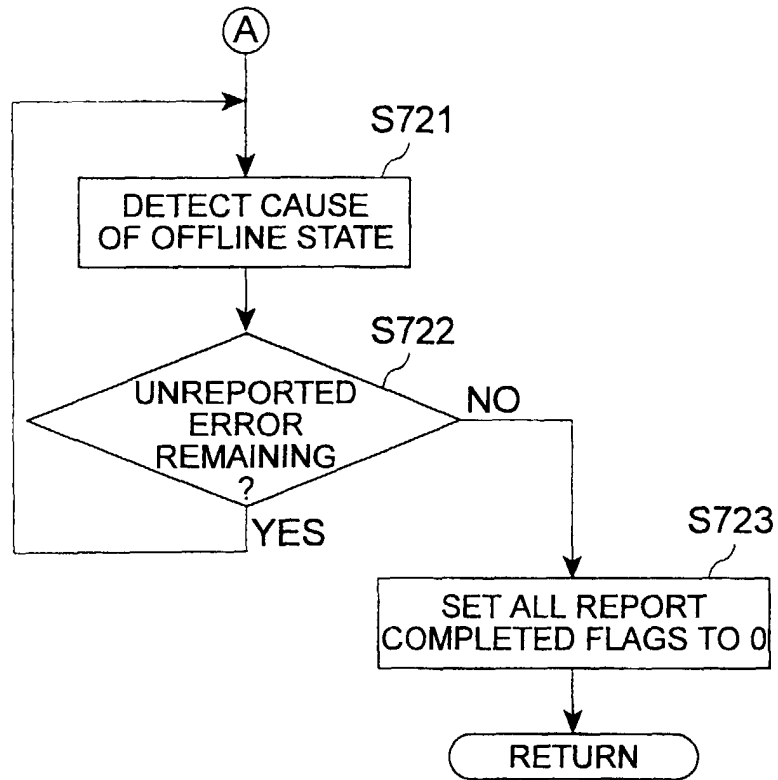 A
S721
DETECT CAUSE
OF OFFLINE STATE
S722
UNREPORTED
ERROR
REMAINING
?
NO
YES
S723
SET ALL REPORT
COMPLETED FLAGS TO 0
RETURN